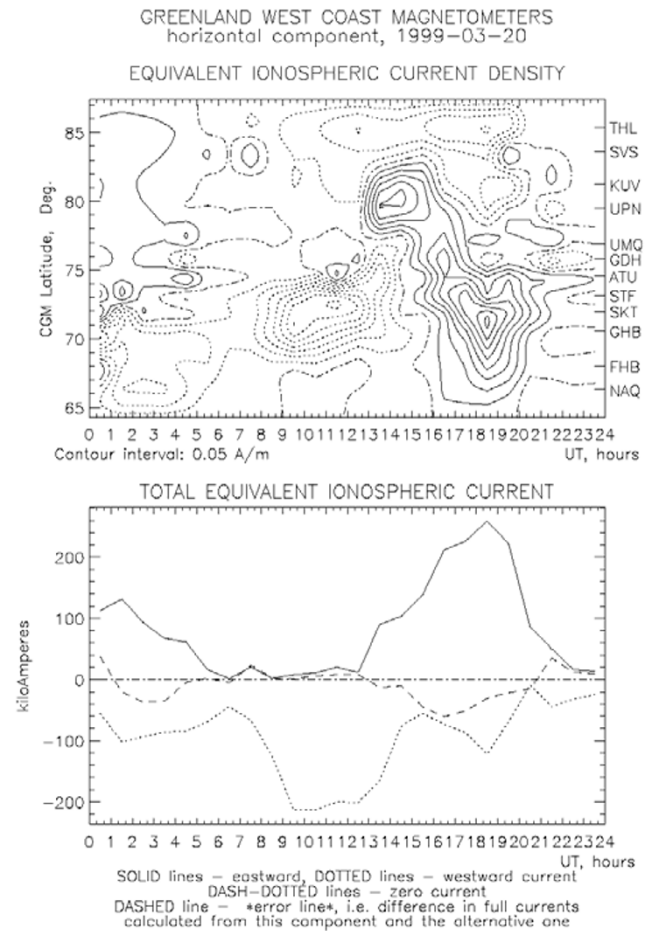 GREENLAND WEST COAST MAGNETOMETERS
horizontal component, 1999-03-20
EQUIVALENT IONOSPHERIC CURRENT DENSITY
CGM Latitude, Deg.
85
80
75
70
65
THL
SVS
KUV
UPN
UMQ
GDH
ATU
STF
SKT
GHB
FHB
NAQ
0 1 2 3 4 5 6 7 8 9 10 11 12 13 14 15 16 17 18 19 20 21 22 23 24
Contour interval: 0.05 A/m UT, hours
TOTAL EQUIVALENT IONOSPHERIC CURRENT
kiloAmperes
200
100
0
-100
-200
0 1 2 3 4 5 6 7 8 9 10 11 12 13 14 15 16 17 18 19 20 21 22 23 24
UT, hours
SOLID lines - eastward, DOTTED lines - westward current
DASH-DOTTED lines - zero current
DASHED line - *error line*, i.e. difference in full currents
calculated from this component and the alternative one